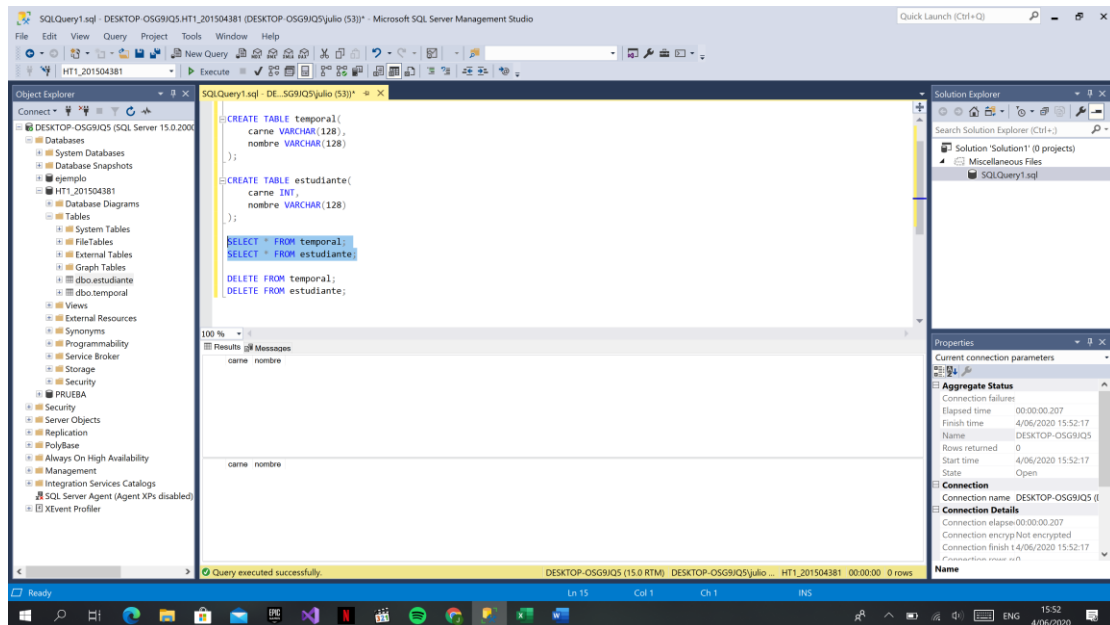 SQLQuery1.sql - DESKTOP-OSG9JQ5.HT1_201504381 (DESKTOP-OSG9JQ5\julio (53))* - Microsoft SQL Server Management Studio
Quick Launch (Ctrl+Q)
File Edit View Query Project Tools Window Help
New Query
HT1_201504381
Execute
Object Explorer
Connect
DESKTOP-OSG9JQ5 (SQL Server 15.0.2000
Databases
System Databases
Database Snapshots
ejemplo
HT1_201504381
Database Diagrams
Tables
System Tables
FileTables
External Tables
Graph Tables
dbo.estudiante
dbo.temporal
Views
External Resources
Synonyms
Programmability
Service Broker
Storage
Security
PRUEBA
Security
Server Objects
Replication
PolyBase
Always On High Availability
Management
Integration Services Catalogs
SQL Server Agent (Agent XPs disabled)
XEvent Profiler
SQLQuery1.sql - DE...SG9JQ5\julio (53))*
CREATE TABLE temporal(
carne VARCHAR(128),
nombre VARCHAR(128)
);
CREATE TABLE estudiante(
carne INT,
nombre VARCHAR(128)
);
SELECT * FROM temporal;
SELECT * FROM estudiante;
DELETE FROM temporal;
DELETE FROM estudiante;
100 %
Results Messages
carne nombre
carne nombre
Query executed successfully.
DESKTOP-OSG9JQ5 (15.0 RTM) DESKTOP-OSG9JQ5\julio ... HT1_201504381 00:00:00 0 rows
Solution Explorer
Search Solution Explorer (Ctrl+;)
Solution 'Solution1' (0 projects)
Miscellaneous Files
SQLQuery1.sql
Properties
Current connection parameters
Aggregate Status
Connection failures
Elapsed time 00:00:00.207
Finish time 4/06/2020 15:52:17
Name DESKTOP-OSG9JQ5
Rows returned 0
Start time 4/06/2020 15:52:17
State Open
Connection
Connection name DESKTOP-OSG9JQ5 (
Connection Details
Connection elapse 00:00:00.207
Connection encryp Not encrypted
Connection finish t 4/06/2020 15:52:17
Name
Ready
Ln 15 Col 1 Ch 1 INS
ENG
15:52
4/06/2020